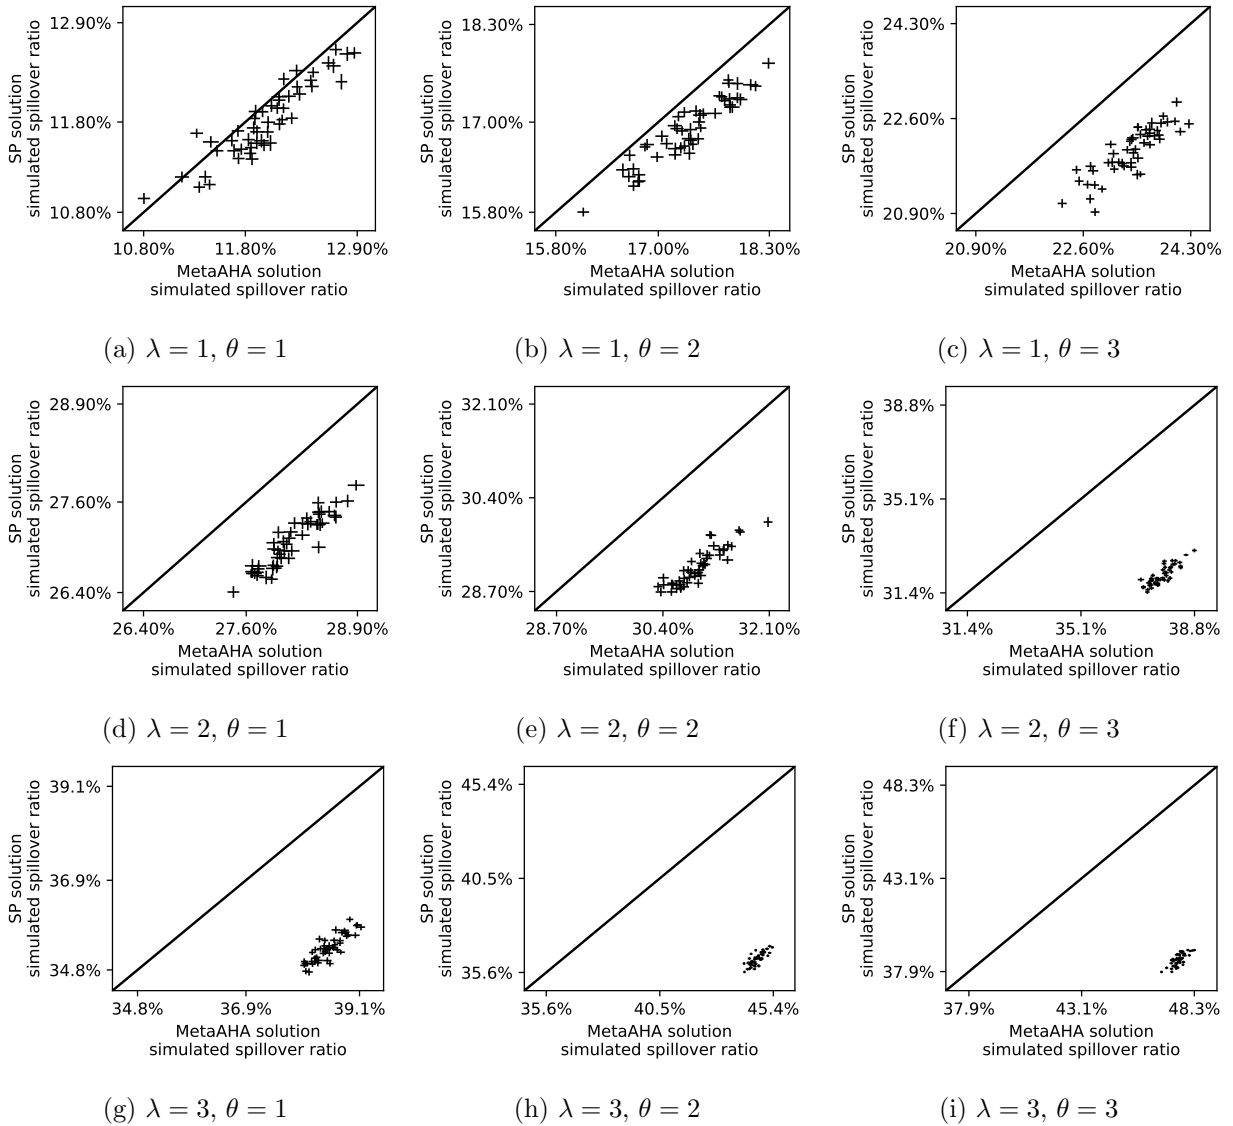 12.90%
11.80%
10.80%
SP solution
simulated spillover ratio
10.80% 11.80% 12.90%
MetaAHA solution
simulated spillover ratio
(a) λ = 1, θ = 1
18.30%
17.00%
15.80%
SP solution
simulated spillover ratio
15.80% 17.00% 18.30%
MetaAHA solution
simulated spillover ratio
(b) λ = 1, θ = 2
24.30%
22.60%
20.90%
SP solution
simulated spillover ratio
20.90% 22.60% 24.30%
MetaAHA solution
simulated spillover ratio
(c) λ = 1, θ = 3
28.90%
27.60%
26.40%
SP solution
simulated spillover ratio
26.40% 27.60% 28.90%
MetaAHA solution
simulated spillover ratio
(d) λ = 2, θ = 1
32.10%
30.40%
28.70%
SP solution
simulated spillover ratio
28.70% 30.40% 32.10%
MetaAHA solution
simulated spillover ratio
(e) λ = 2, θ = 2
38.8%
35.1%
31.4%
SP solution
simulated spillover ratio
31.4% 35.1% 38.8%
MetaAHA solution
simulated spillover ratio
(f) λ = 2, θ = 3
39.1%
36.9%
34.8%
SP solution
simulated spillover ratio
34.8% 36.9% 39.1%
MetaAHA solution
simulated spillover ratio
(g) λ = 3, θ = 1
45.4%
40.5%
35.6%
SP solution
simulated spillover ratio
35.6% 40.5% 45.4%
MetaAHA solution
simulated spillover ratio
(h) λ = 3, θ = 2
48.3%
43.1%
37.9%
SP solution
simulated spillover ratio
37.9% 43.1% 48.3%
MetaAHA solution
simulated spillover ratio
(i) λ = 3, θ = 3